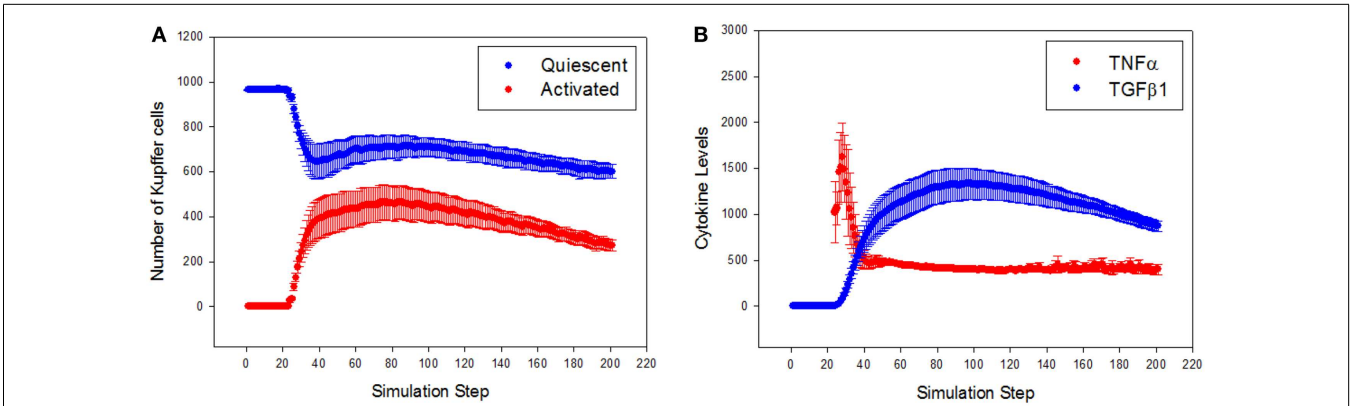 A
1200
1000
800
600
400
200
0
Number of Kupffer cells
0 20 40 60 80 100 120 140 160 180 200 220
Simulation Step
Quiescent
Activated
B
3000
2500
2000
1500
1000
500
0
Cytokine Levels
0 20 40 60 80 100 120 140 160 180 200 220
Simulation Step
TNFα
TGFβ1